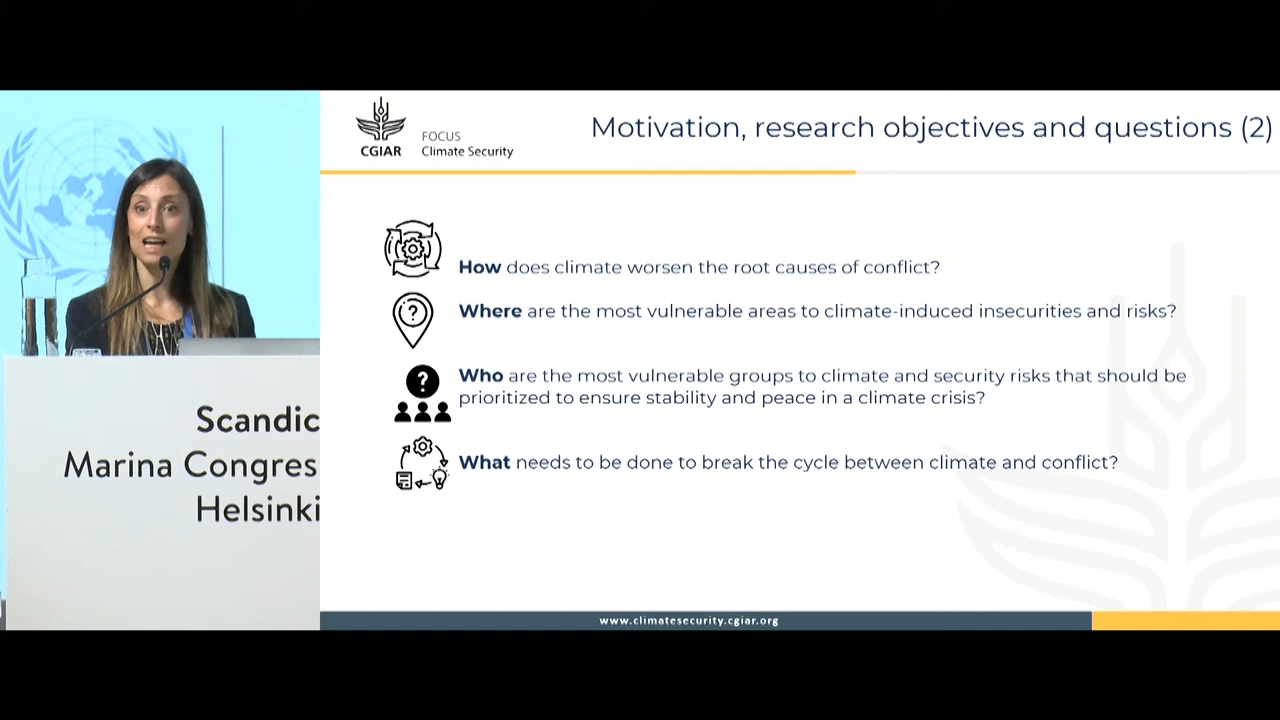 Scandic
Marina Congres
Helsinki
CGIAR
FOCUS
Climate Security
Motivation, research objectives and questions (2)
How does climate worsen the root causes of conflict?
Where are the most vulnerable areas to climate-induced insecurities and risks?
? Who are the most vulnerable groups to climate and security risks that should be
prioritized to ensure stability and peace in a climate crisis?
What needs to be done to break the cycle between climate and conflict?
www.climatesecurity.cgiar.org